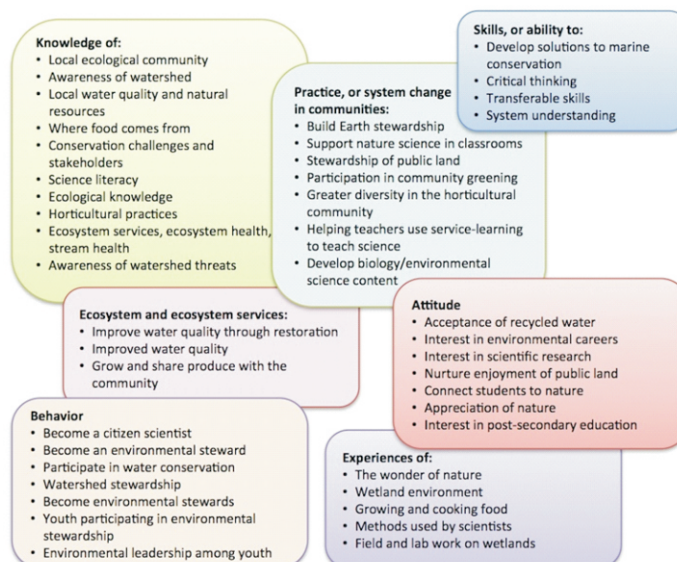 Knowledge of:
• Local ecological community
• Awareness of watershed
• Local water quality and natural
resources
• Where food comes from
• Conservation challenges and
stakeholders
• Science literacy
• Ecological knowledge
• Horticultural practices
• Ecosystem services, ecosystem health,
stream health
• Awareness of watershed threats
Practice, or system change
in communities:
• Build Earth stewardship
• Support nature science in classrooms
• Stewardship of public land
• Participation in community greening
• Greater diversity in the horticultural
community
• Helping teachers use service-learning
to teach science
• Develop biology/environmental
science content
Skills, or ability to:
• Develop solutions to marine
conservation
• Critical thinking
• Transferable skills
• System understanding
Ecosystem and ecosystem services:
• Improve water quality through restoration
• Improved water quality
• Grow and share produce with the
community
Attitude
• Acceptance of recycled water
• Interest in environmental careers
• Interest in scientific research
• Nurture enjoyment of public land
• Connect students to nature
• Appreciation of nature
• Interest in post-secondary education
Behavior
• Become a citizen scientist
• Become an environmental steward
• Participate in water conservation
• Watershed stewardship
• Become environmental stewards
• Youth participating in environmental
stewardship
• Environmental leadership among youth
Experiences of:
• The wonder of nature
• Wetland environment
• Growing and cooking food
• Methods used by scientists
• Field and lab work on wetlands